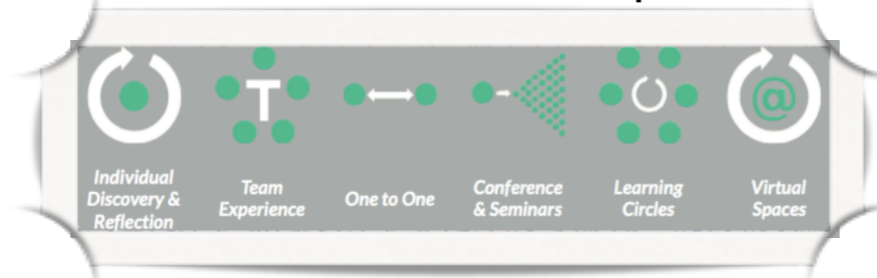 T
@
Individual
Discovery &
Reflection
Team
Experience
One to One
Conference
& Seminars
Learning
Circles
Virtual
Spaces